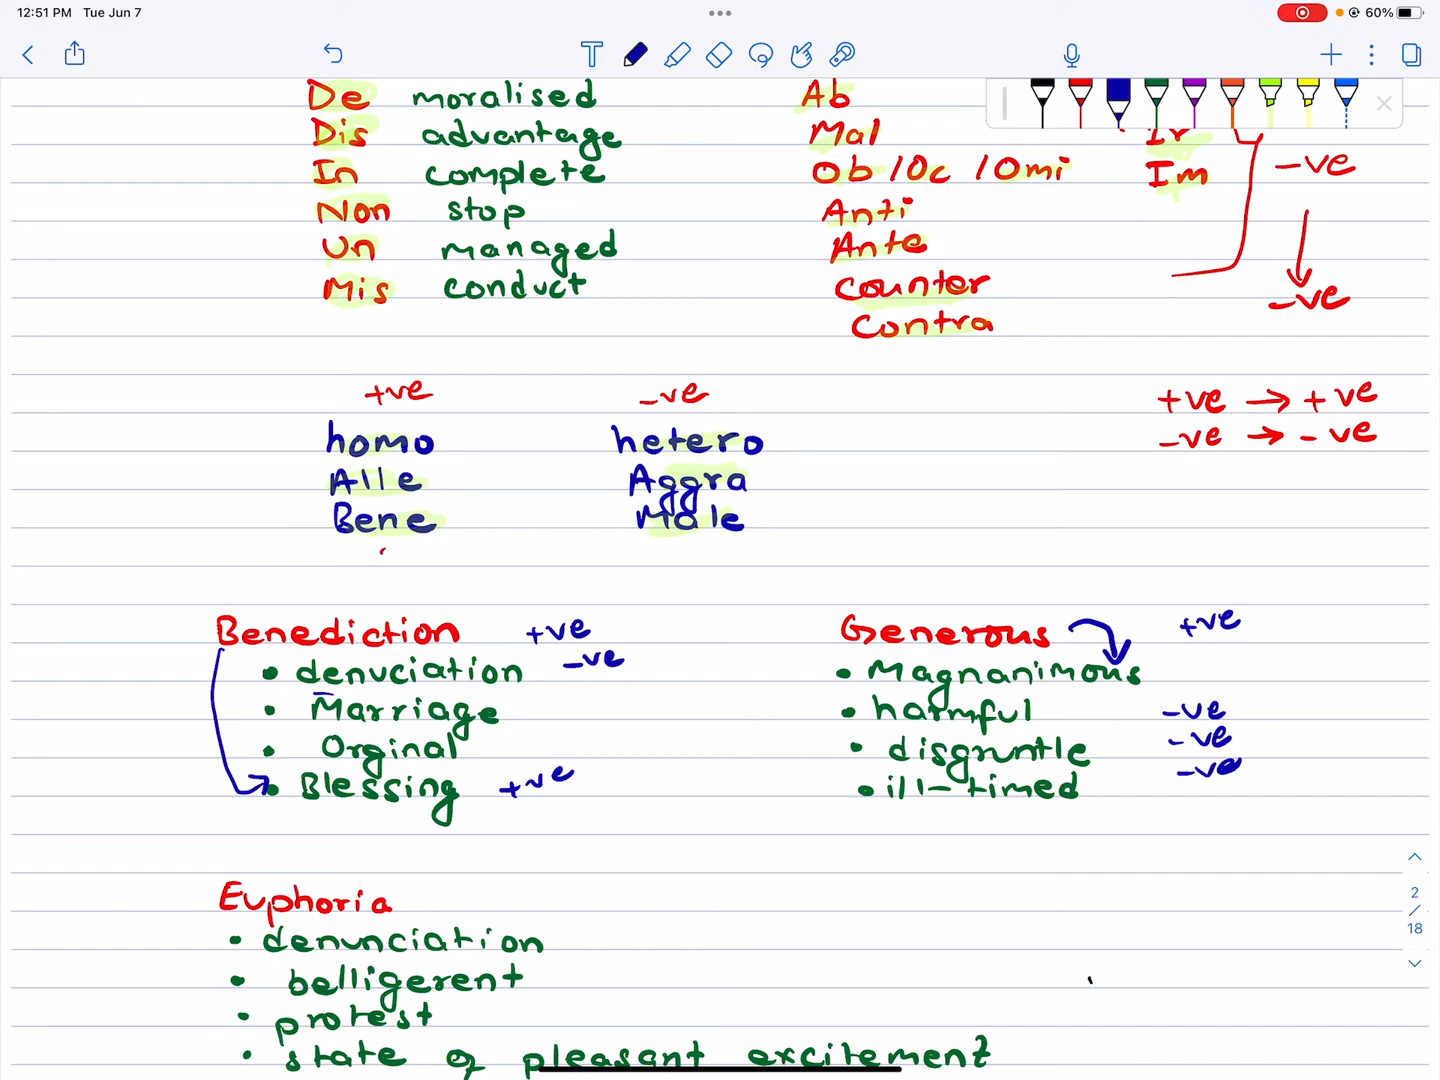 12:51 PM Tue Jun 7
60%
De moralised
Dis advantage
In complete
Non stop
Un managed
Mis conduct
Ab
Mal
Ob / Oc / Omi
Anti
Ante
Counter
Contra
Ir
Im
-ve
-ve
+ve -ve
homo hetero
Alle Aggra
Bene Male
+ve → +ve
-ve → -ve
Benediction +ve
• denuciation -ve
• Marriage
• Orginal
• Blessing +ve
Generous +ve
• Magnanimous
• harmful -ve
• disgruntle -ve
• ill-timed -ve
Euphoria
• denunciation
• belligerent
• protest
• state of pleasant excitement
2
/
18